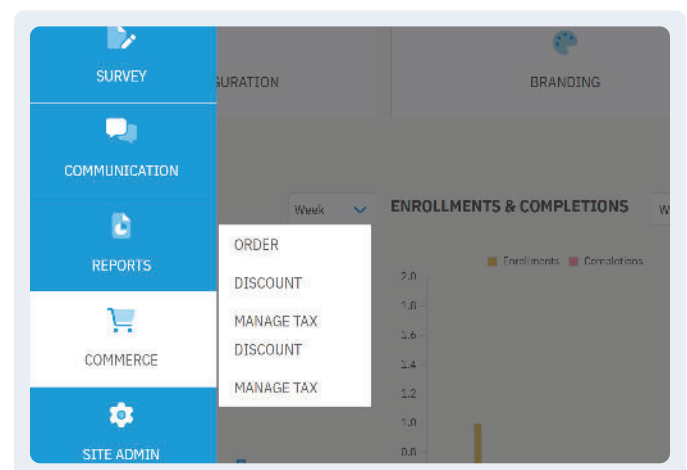 SURVEY
COMMUNICATION
REPORTS
COMMERCE
SITE ADMIN
ORDER
DISCOUNT
MANAGE TAX
DISCOUNT
MANAGE TAX
GURATION
BRANDING
Week
ENROLLMENTS & COMPLETIONS
W
Enrollments Completions
2.0
1.8
1.6
1.4
1.2
1.0
0.8